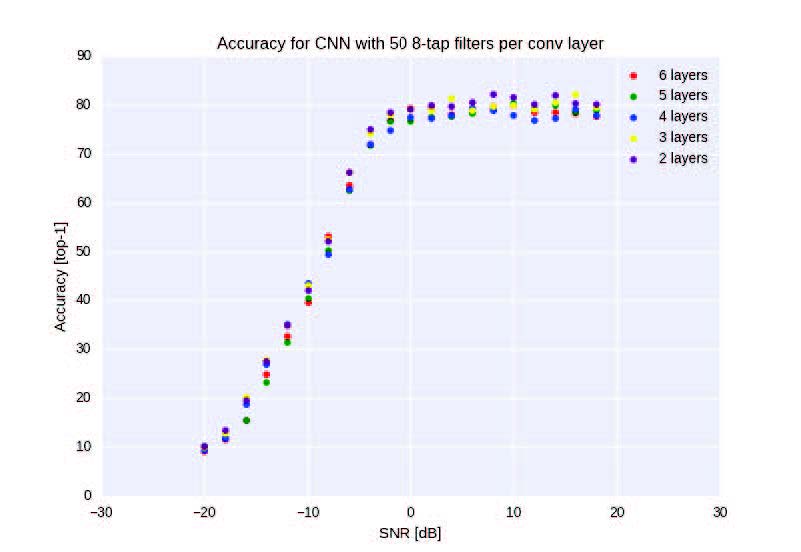 Accuracy for CNN with 50 8-tap filters per conv layer
90
80
70
60
50
40
30
20
10
0
Accuracy [top-1]
6 layers
5 layers
4 layers
3 layers
2 layers
−30
−20
−10
0
10
20
30
SNR [dB]